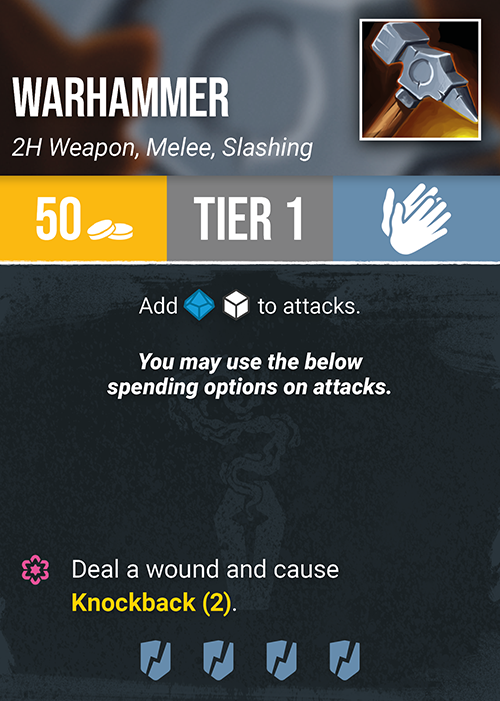 WARHAMMER
2H Weapon, Melee, Slashing
50 TIER 1
Add to attacks.
You may use the below
spending options on attacks.
Deal a wound and cause
Knockback (2).